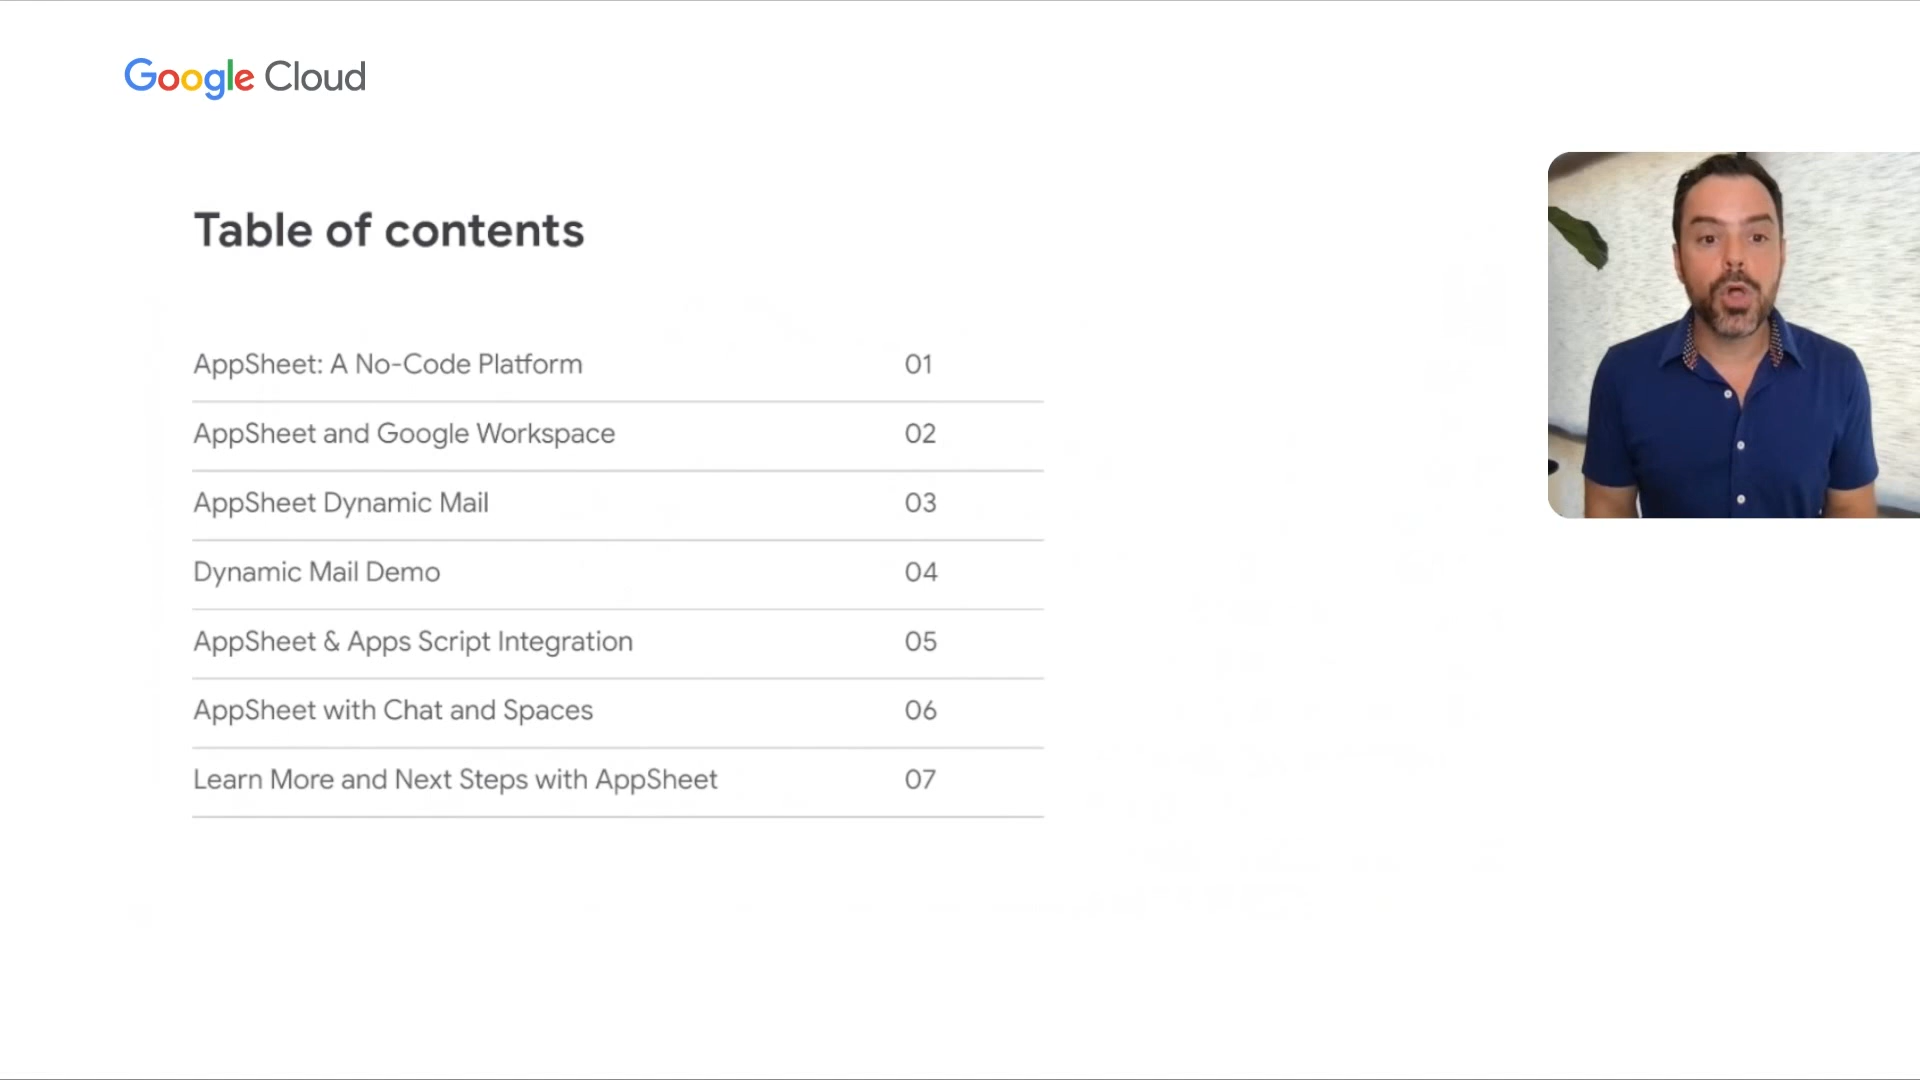 Google Cloud
Table of contents
AppSheet: A No-Code Platform 01
AppSheet and Google Workspace 02
AppSheet Dynamic Mail 03
Dynamic Mail Demo 04
AppSheet & Apps Script Integration 05
AppSheet with Chat and Spaces 06
Learn More and Next Steps with AppSheet 07